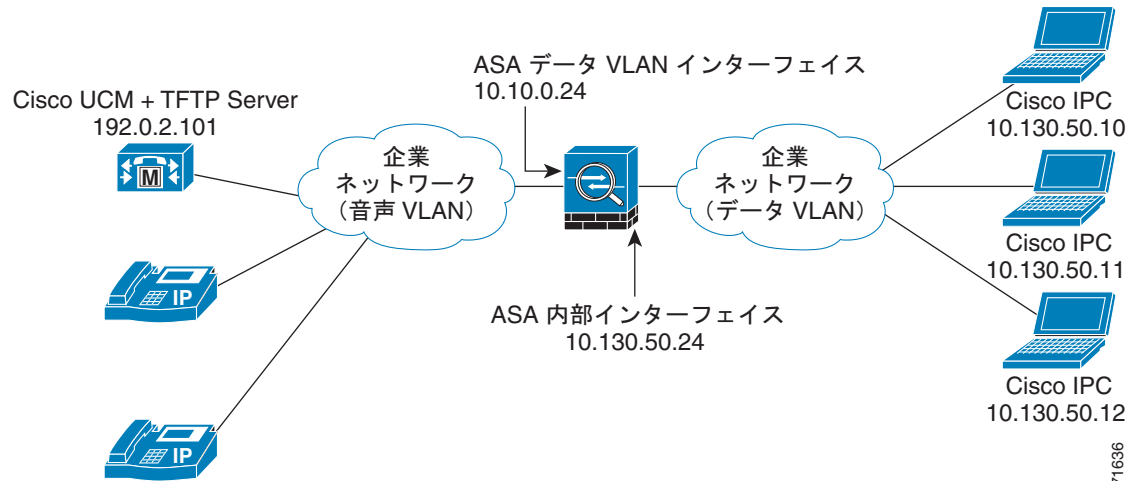 ASA データ VLAN インターフェイス
10.10.0.24
Cisco UCM + TFTP Server
192.0.2.101
M
企業
ネットワーク
（音声 VLAN）
企業
ネットワーク
（データ VLAN）
Cisco IPC
10.130.50.10
Cisco IPC
10.130.50.11
IP
ASA 内部インターフェイス
10.130.50.24
Cisco IPC
10.130.50.12
IP
71636